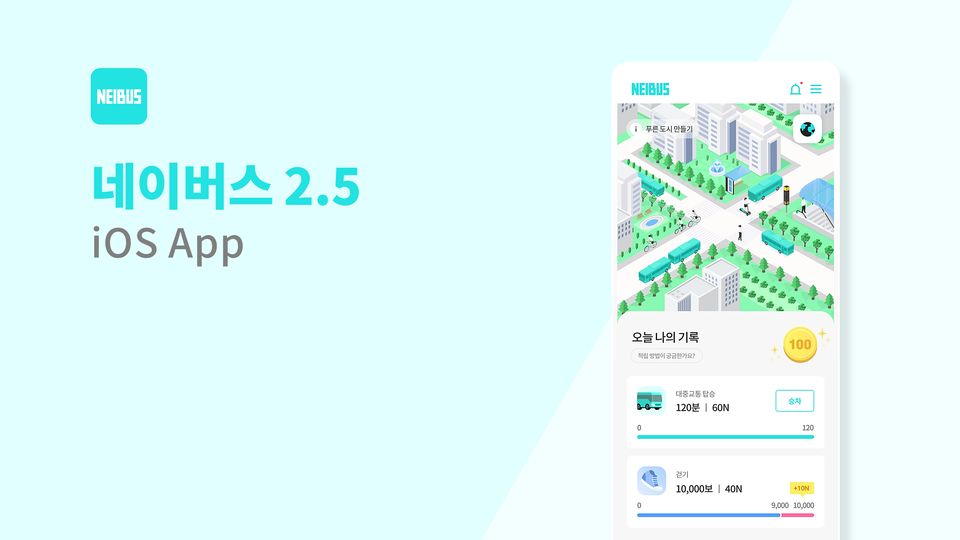 NEIBUS
네이버스 2.5
iOS App
NEIBUS
i 푸른 도시 만들기
오늘 나의 기록
적립 방법이 궁금한가요?
100
대중교통 탑승
120분 | 60N
승차
0 120
걷기
10,000보 | 40N
+10N
0 9,000 10,000